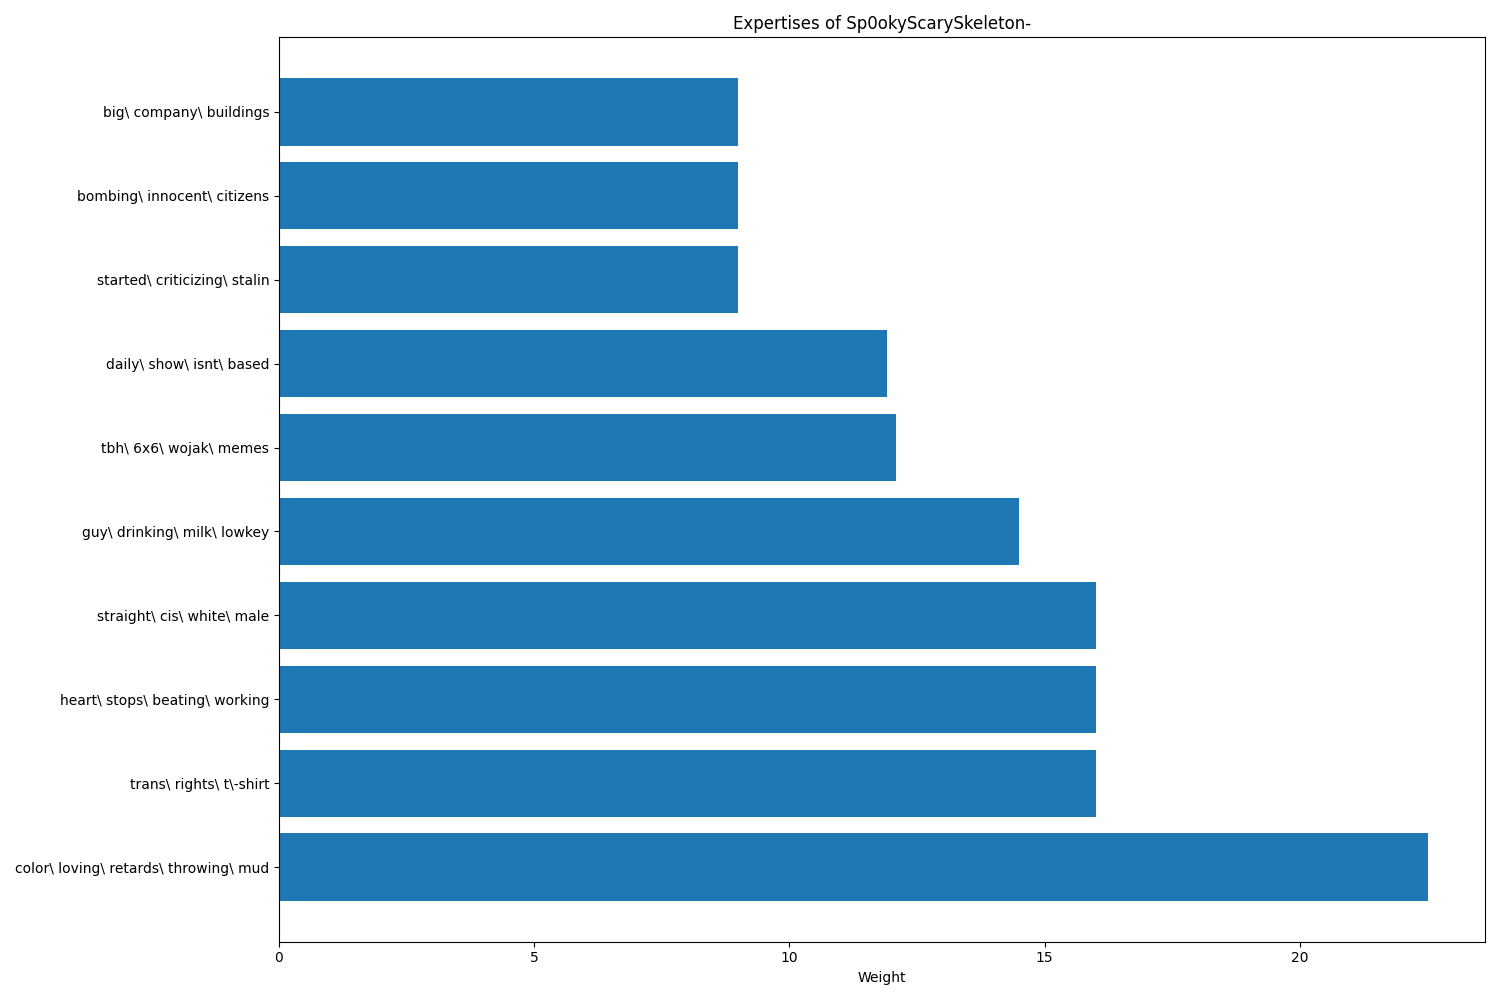 Expertises of Sp0okyScarySkeleton-
big\ company\ buildings
bombing\ innocent\ citizens
started\ criticizing\ stalin
daily\ show\ isnt\ based
tbh\ 6x6\ wojak\ memes
guy\ drinking\ milk\ lowkey
straight\ cis\ white\ male
heart\ stops\ beating\ working
trans\ rights\ t\-shirt
color\ loving\ retards\ throwing\ mud
0 5 10 15 20
Weight